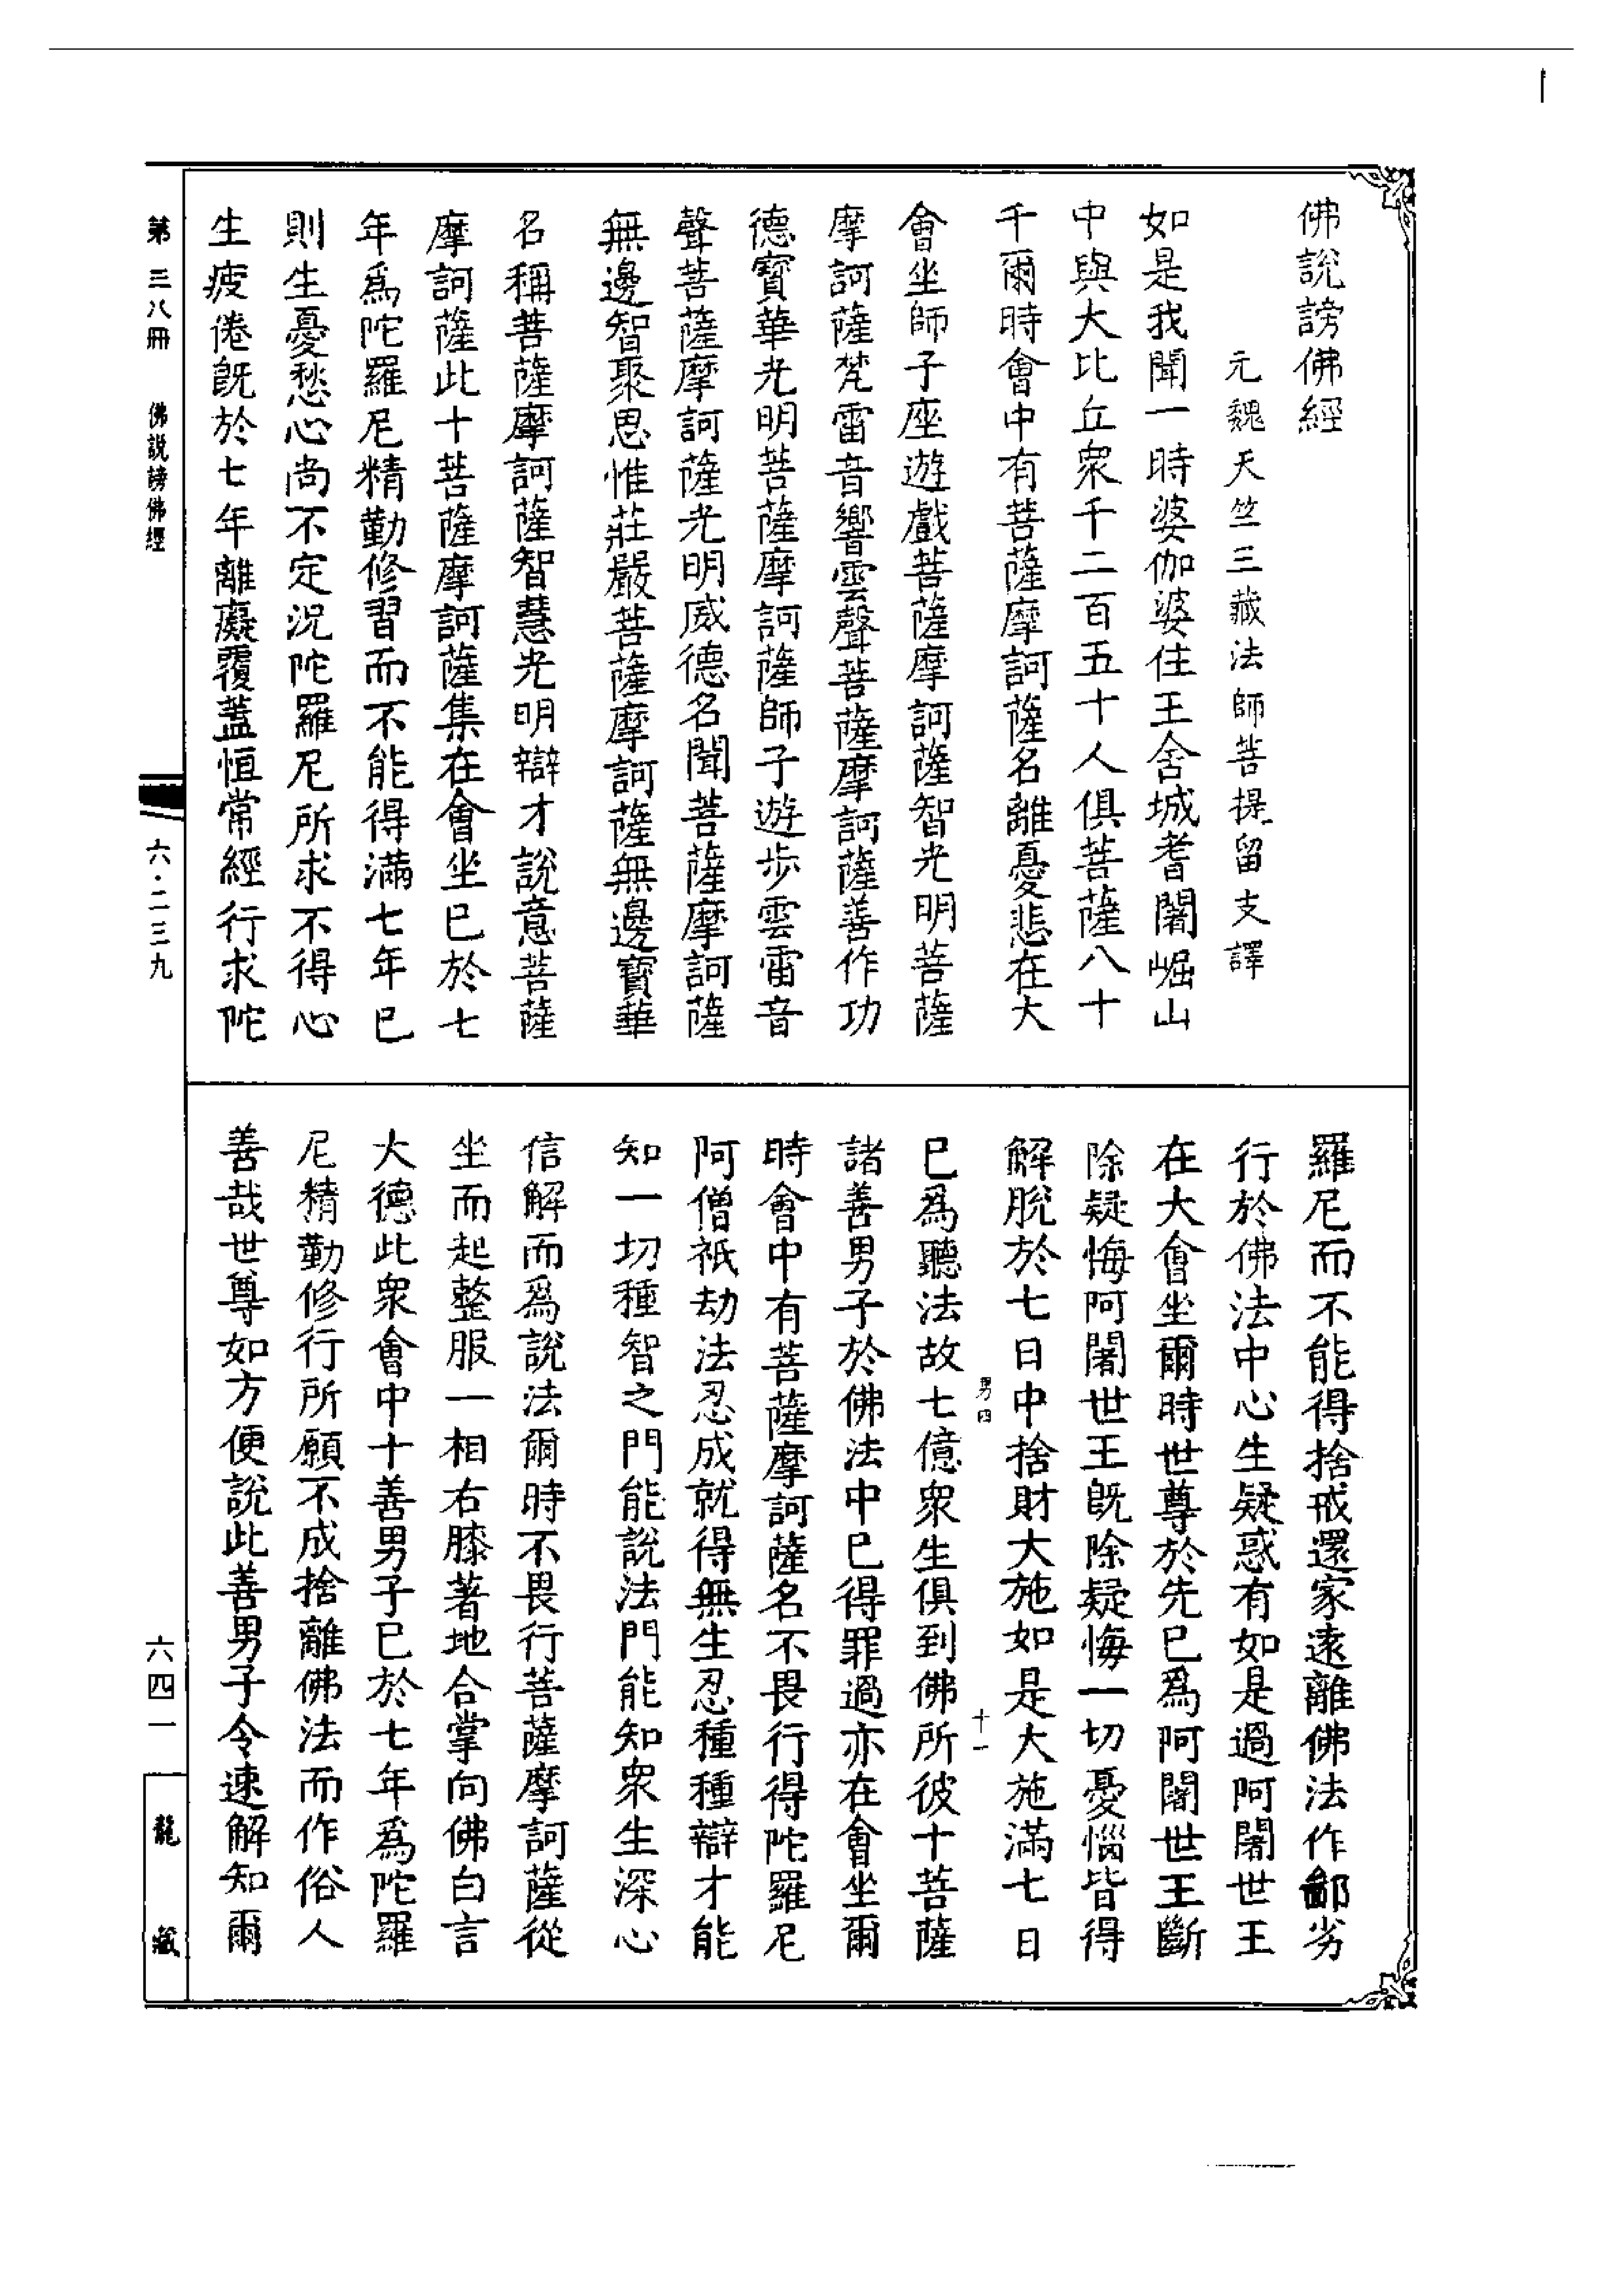 佛說謗佛經
元魏天竺三藏法師菩提留支譯
如是我聞一時婆伽婆住王舍城耆闍崛山
中與大比丘衆千二百五十人俱菩薩八十
千爾時會中有菩薩摩訶薩名離憂悲在大
會坐師子座遊戲菩薩摩訶薩智光明菩薩
摩訶薩梵雷音響雲聲菩薩摩訶薩善作功
德寶華光明菩薩摩訶薩師子遊步雲雷音
聲菩薩摩訶薩光明威德名聞菩薩摩訶薩
無邊智聚思惟莊嚴菩薩摩訶薩無邊寶華
名稱菩薩摩訶薩智慧光明辯才說意菩薩
摩訶薩此十菩薩摩訶薩集在會坐已於七
年爲陀羅尼精勤修習而不能得滿七年已
則生憂愁心尚不定況陀羅尼所求不得心
生疲倦旣於七年離癡覆蓋恒常經行求陀
羅尼而不能得捨戒還家遠離佛法作鄙劣
行於佛法中心生疑惑有如是過阿闍世王
在大會坐爾時世尊於先已爲阿闍世王斷
除疑悔阿闍世王旣除疑悔一切憂惱皆得
解脫於七日中捨財大施如是大施滿七日
男四
十一
已爲聽法故七億衆生俱到佛所彼十菩薩
諸善男子於佛法中已得罪過亦在會坐爾
時會中有菩薩摩訶薩名不畏行得陀羅尼
阿僧祇劫法忍成就得無生忍種種辯才能
知一切種智之門能說法門能知衆生深心
信解而爲說法爾時不畏行菩薩摩訶薩從
坐而起整服一相右膝著地合掌向佛白言
大德此衆會中十善男子已於七年爲陀羅
尼精勤修行所願不成捨離佛法而作俗人
善哉世尊如方便說此善男子令速解知爾
第三八冊
佛說謗佛經
六·二三九
六四一
龍藏